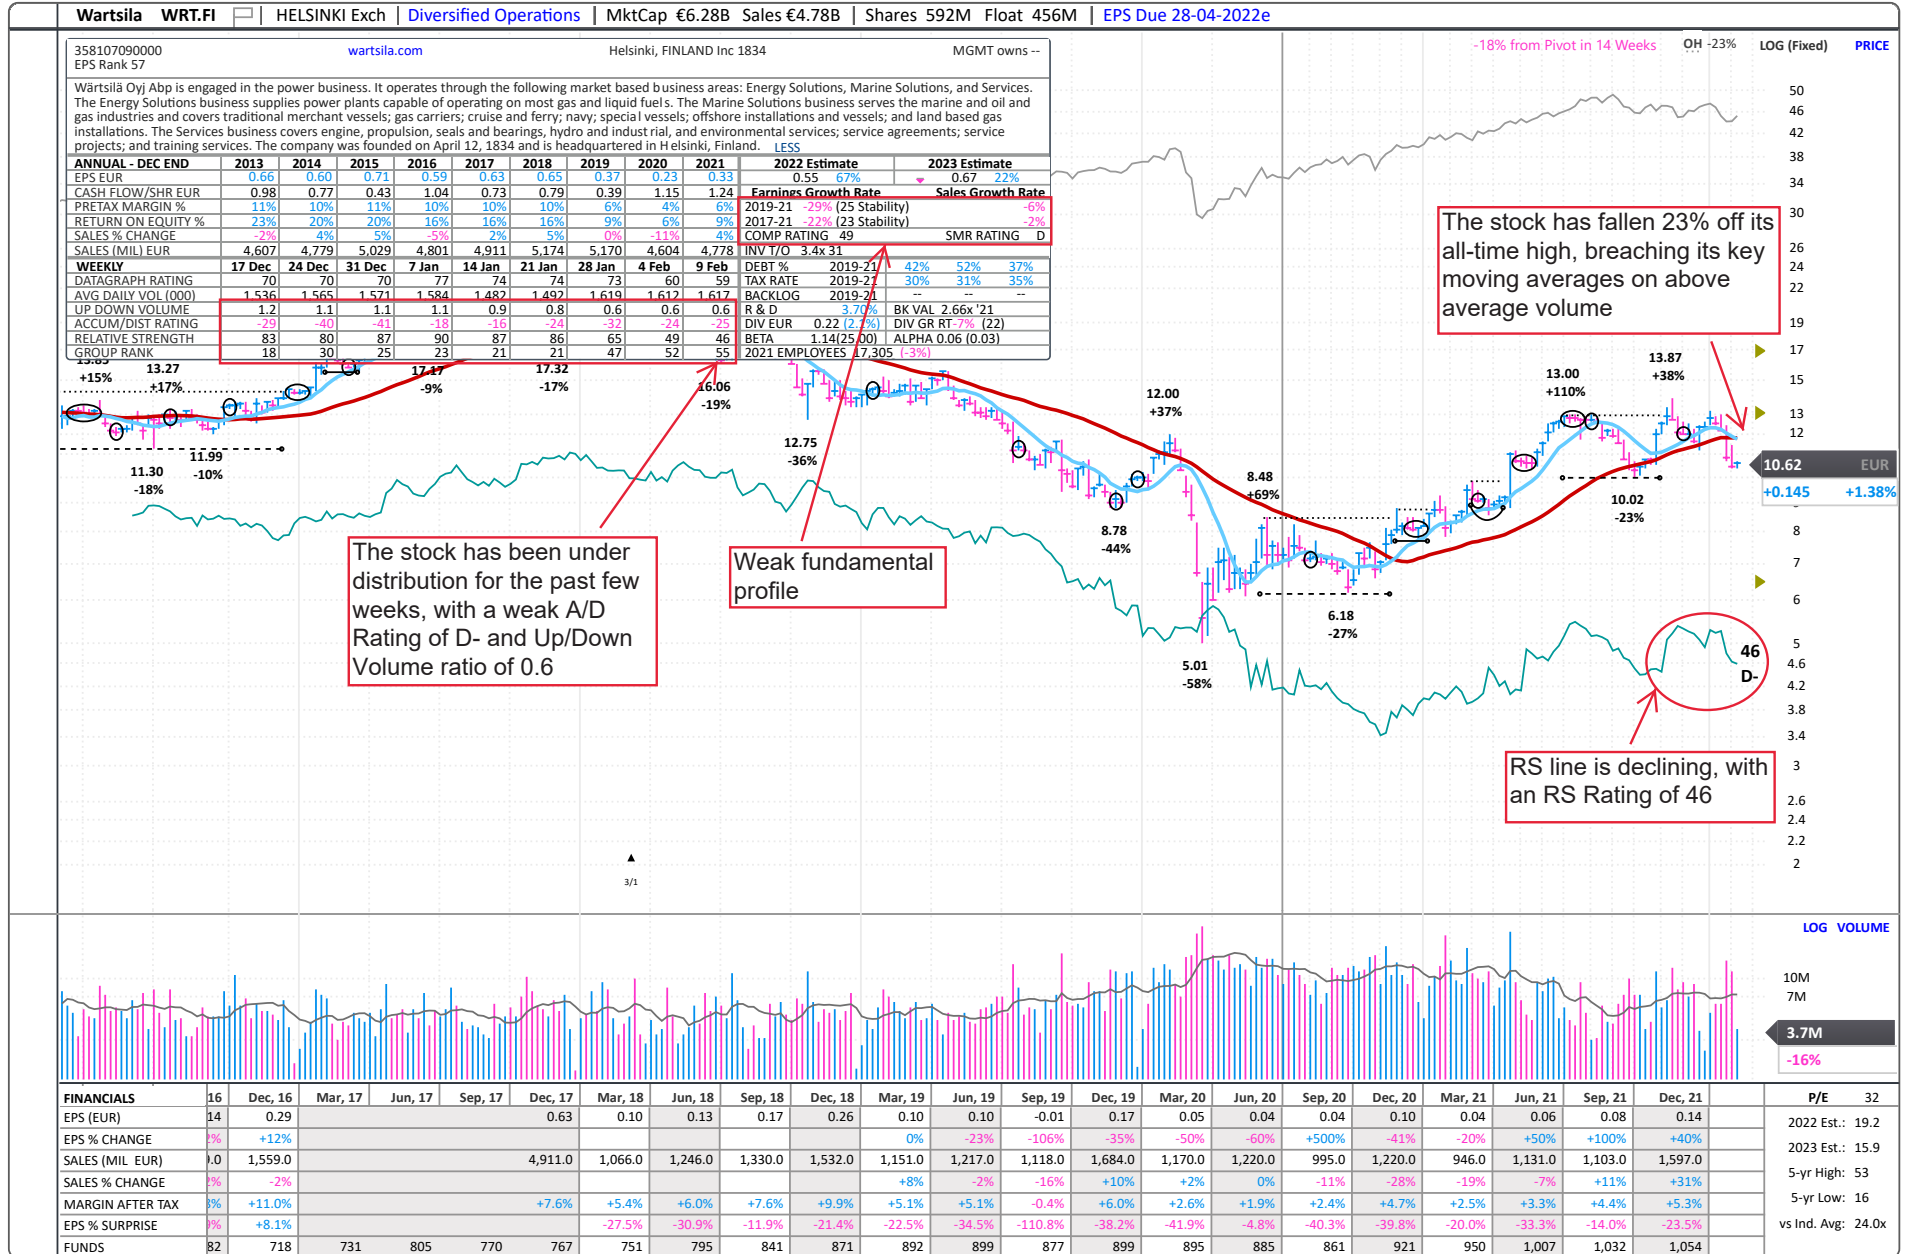 Wartsila WRT.FI HELSINKI Exch Diversified Operations MktCap €6.28B Sales €4.78B Shares 592M Float 456M EPS Due 28-04-2022e
358107090000 wartsila.com Helsinki, FINLAND Inc 1834 MGMT owns --
EPS Rank 57
Wärtsilä Oyj Abp is engaged in the power business. It operates through the following market based business areas: Energy Solutions, Marine Solutions, and Services.
The Energy Solutions business supplies power plants capable of operating on most gas and liquid fuels. The Marine Solutions business serves the marine and oil and
gas industries and covers traditional merchant vessels; gas carriers; cruise and ferry; navy; special vessels; offshore installations and vessels; and land based gas
installations. The Services business covers engine, propulsion, seals and bearings, hydro and industrial, and environmental services; service agreements; service
projects; and training services. The company was founded on April 12, 1834 and is headquartered in Helsinki, Finland. LESS
ANNUAL - DEC END 2013 2014 2015 2016 2017 2018 2019 2020 2021 2022 Estimate 2023 Estimate
EPS EUR 0.66 0.60 0.71 0.59 0.63 0.65 0.37 0.23 0.33 0.55 67% 0.67 22%
CASH FLOW/SHR EUR 0.98 0.77 0.43 1.04 0.73 0.79 0.39 1.15 1.24 Earnings Growth Rate Sales Growth Rate
PRETAX MARGIN % 11% 10% 11% 10% 10% 10% 6% 4% 6% 2019-21 -29% (25 Stability) -6%
RETURN ON EQUITY % 23% 20% 20% 16% 16% 16% 9% 6% 9% 2017-21 -22% (23 Stability) -2%
SALES % CHANGE -2% 4% 5% -5% 2% 5% 0% -11% 4% COMP RATING 49 SMR RATING D
SALES (MIL) EUR 4,607 4,779 5,029 4,801 4,911 5,174 5,170 4,604 4,778 INV T/O 3.4x 31
WEEKLY 17 Dec 24 Dec 31 Dec 7 Jan 14 Jan 21 Jan 28 Jan 4 Feb 9 Feb DEBT % 2019-21 42% 52% 37%
DATAGRAPH RATING 70 70 70 77 74 74 73 60 59 TAX RATE 2019-21 30% 31% 35%
AVG DAILY VOL (000) 1,536 1,565 1,571 1,584 1,482 1,492 1,619 1,612 1,617 BACKLOG 2019-21 -- -- --
UP DOWN VOLUME 1.2 1.1 1.1 1.1 0.9 0.8 0.6 0.6 0.6 R & D 3.70% BK VAL 2.66x '21
ACCUM/DIST RATING -29 -40 -41 -18 -16 -24 -32 -24 -25 DIV EUR 0.22 DIV GR RT -7% (22)
RELATIVE STRENGTH 83 80 87 90 87 86 65 49 46 BETA 1.14 ALPHA 0.06 (0.03)
GROUP RANK 18 30 25 23 21 21 47 52 55 2021 EMPLOYEES 17,305 (-3%)
-18% from Pivot in 14 Weeks OH -23% LOG (Fixed) PRICE
50
46
42
38
34
30
26
24
22
19
17
15
13
12
10.62 EUR
+0.145 +1.38%
8
7
6
5
4.6
4.2
3.8
3.4
3
2.6
2.4
2.2
2
The stock has fallen 23% off its
all-time high, breaching its key
moving averages on above
average volume
+15%
13.27
+17%
17.17
-9%
17.32
-17%
16.06
-19%
11.30
-18%
11.99
-10%
12.75
-36%
8.78
-44%
12.00
+37%
5.01
-58%
8.48
+69%
6.18
-27%
13.00
+110%
13.87
+38%
10.02
-23%
The stock has been under
distribution for the past few
weeks, with a weak A/D
Rating of D- and Up/Down
Volume ratio of 0.6
Weak fundamental
profile
46
D-
RS line is declining, with
an RS Rating of 46
3/1
LOG VOLUME
10M
7M
3.7M
-16%
FINANCIALS 16 Dec, 16 Mar, 17 Jun, 17 Sep, 17 Dec, 17 Mar, 18 Jun, 18 Sep, 18 Dec, 18 Mar, 19 Jun, 19 Sep, 19 Dec, 19 Mar, 20 Jun, 20 Sep, 20 Dec, 20 Mar, 21 Jun, 21 Sep, 21 Dec, 21
EPS (EUR) 14 0.29 0.63 0.10 0.13 0.17 0.26 0.10 0.10 -0.01 0.17 0.05 0.04 0.04 0.10 0.04 0.06 0.08 0.14
EPS % CHANGE +12% 0% -23% -106% -35% -50% -60% +500% -41% -20% +50% +100% +40%
SALES (MIL EUR) 1,559.0 4,911.0 1,066.0 1,246.0 1,330.0 1,532.0 1,151.0 1,217.0 1,118.0 1,684.0 1,170.0 1,220.0 995.0 1,220.0 946.0 1,131.0 1,103.0 1,597.0
SALES % CHANGE -2% +8% -2% -16% +10% +2% 0% -11% -28% -19% -7% +11% +31%
MARGIN AFTER TAX +11.0% +7.6% +5.4% +6.0% +7.6% +9.9% +5.1% +5.1% -0.4% +6.0% +2.6% +1.9% +2.4% +4.7% +2.5% +3.3% +4.4% +5.3%
EPS % SURPRISE +8.1% -27.5% -30.9% -11.9% -21.4% -22.5% -34.5% -110.8% -38.2% -41.9% -4.8% -40.3% -39.8% -20.0% -33.3% -14.0% -23.5%
FUNDS 82 718 731 805 770 767 751 795 841 871 892 899 877 899 895 885 861 921 950 1,007 1,032 1,054
P/E 32
2022 Est.: 19.2
2023 Est.: 15.9
5-yr High: 53
5-yr Low: 16
vs Ind. Avg: 24.0x